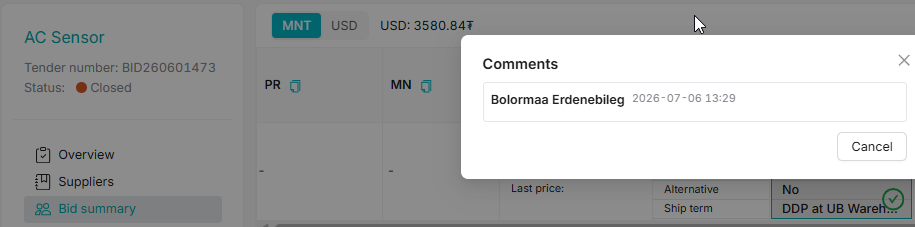 AC Sensor
Tender number: BID260601473
Status: Closed
Overview
Suppliers
Bid summary
MNT USD USD: 3580.84₮
PR MN
- -
Comments
Bolormaa Erdenebileg 2026-07-06 13:29
Cancel
Last price: Alternative No
Ship term DDP at UB Wareh...